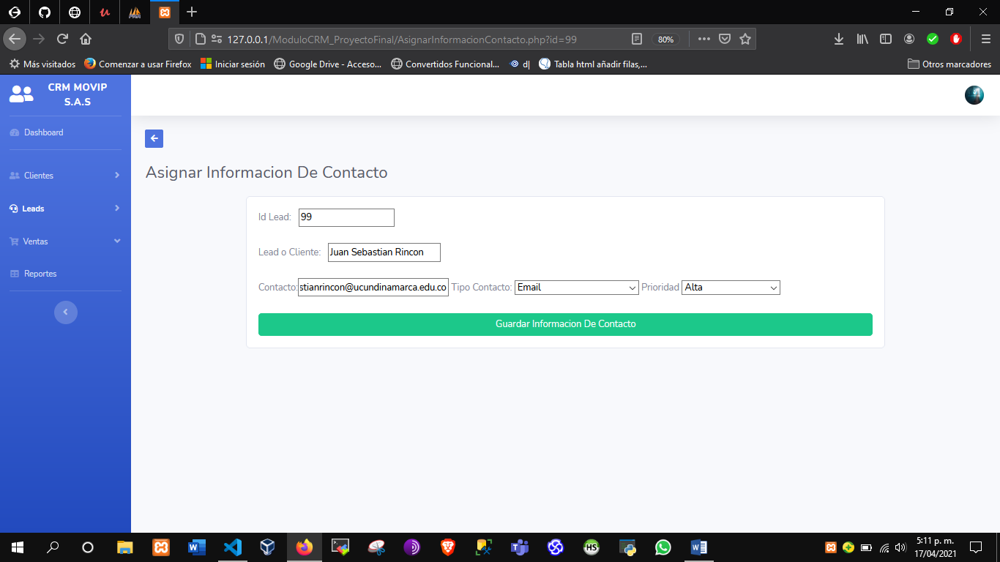 127.0.0.1/ModuloCRM_ProyectoFinal/AsignarInformacionContacto.php?id=99
80%
Más visitados
Comenzar a usar Firefox
Iniciar sesión
Google Drive - Acceso...
Convertidos Funcional...
d|
Tabla html añadir filas,...
Otros marcadores
CRM MOVIP
S.A.S
Dashboard
Clientes
Leads
Ventas
Reportes
Asignar Informacion De Contacto
Id Lead: 99
Lead o Cliente: Juan Sebastian Rincon
Contacto: stianrincon@ucundinamarca.edu.co Tipo Contacto: Email Prioridad Alta
Guardar Informacion De Contacto
HS
5:11 p. m.
17/04/2021